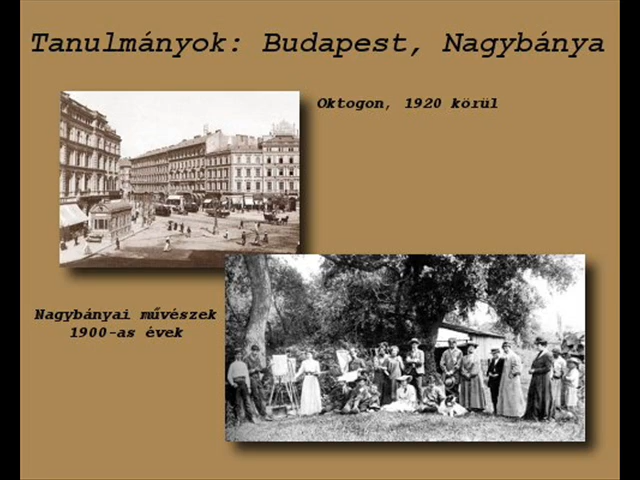 Tanulmányok: Budapest, Nagybánya
Oktogon, 1920 körül
Nagybányai művészek
1900-as évek